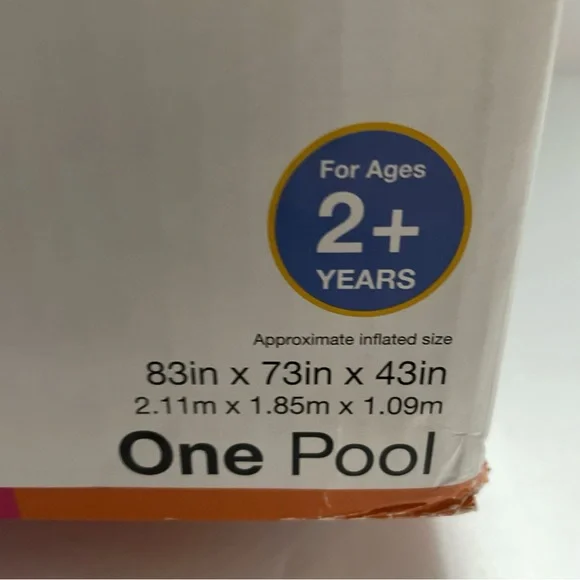 For Ages
2+
YEARS
Approximate inflated size
83in x 73in x 43in
2.11m x 1.85m x 1.09m
One Pool